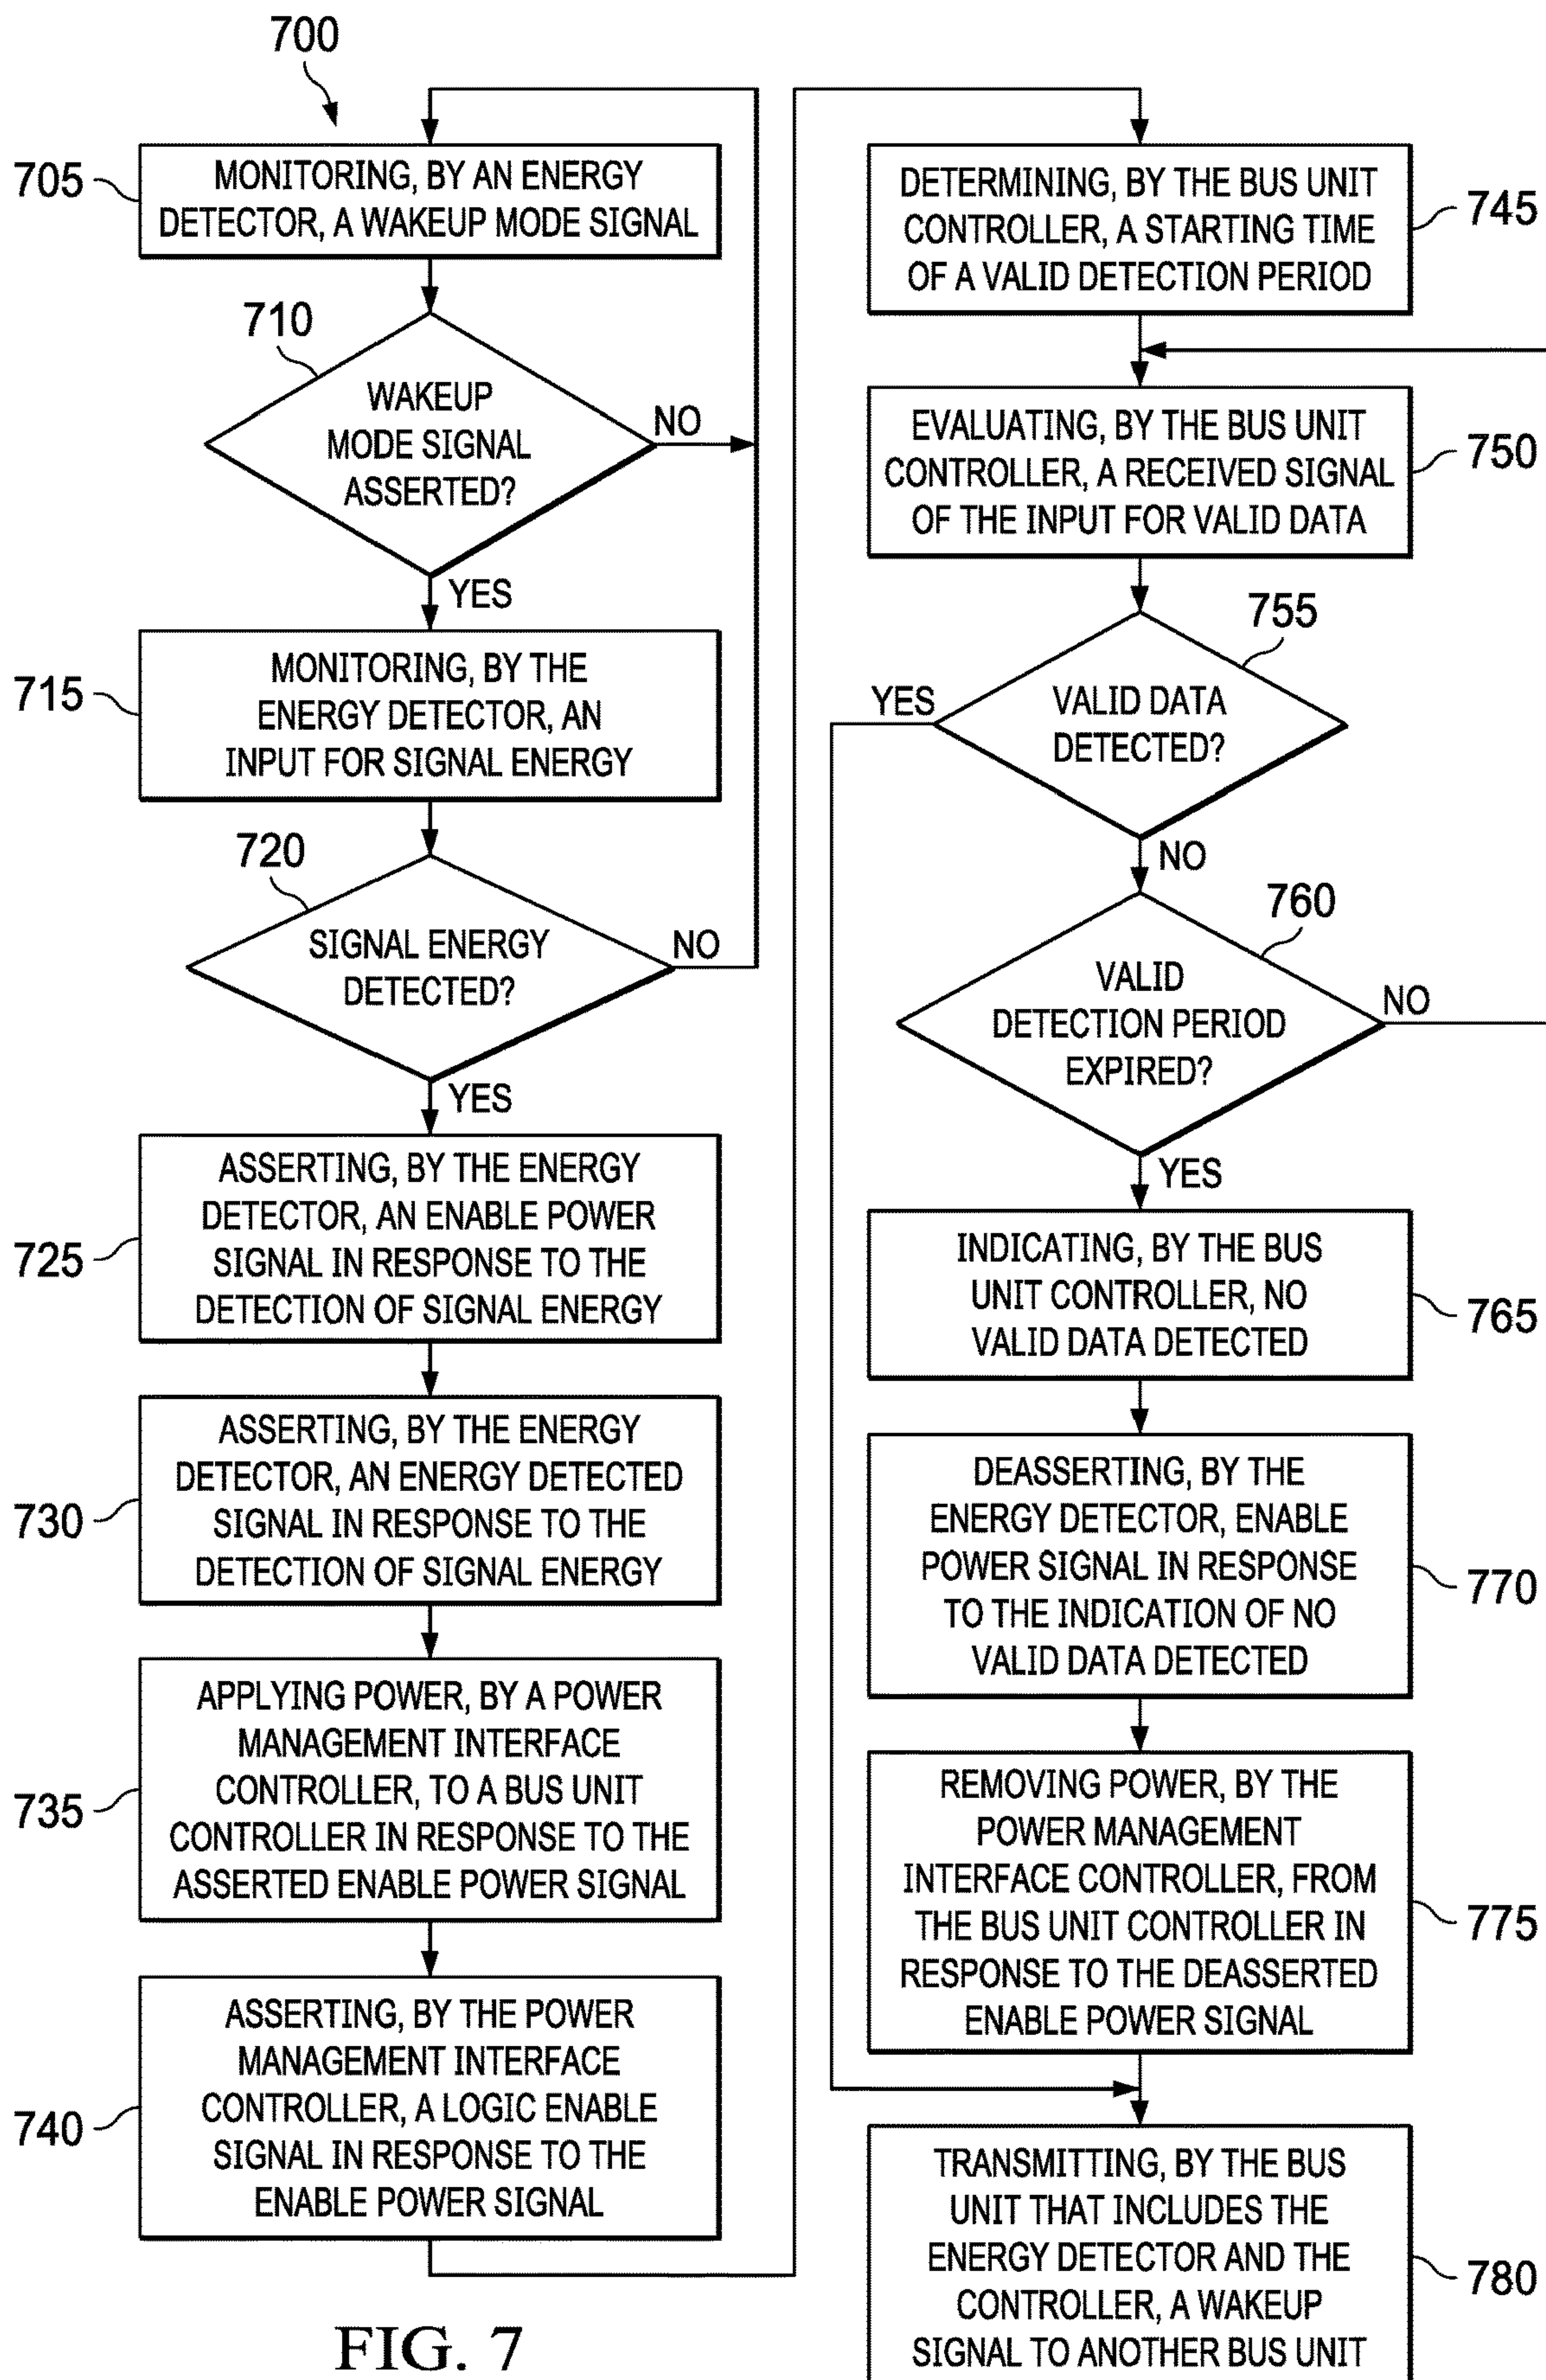 700
705
MONITORING, BY AN ENERGY
DETECTOR, A WAKEUP MODE SIGNAL
710
WAKEUP
MODE SIGNAL
ASSERTED?
NO
YES
715
MONITORING, BY THE
ENERGY DETECTOR, AN
INPUT FOR SIGNAL ENERGY
720
SIGNAL ENERGY
DETECTED?
NO
YES
725
ASSERTING, BY THE ENERGY
DETECTOR, AN ENABLE POWER
SIGNAL IN RESPONSE TO THE
DETECTION OF SIGNAL ENERGY
730
ASSERTING, BY THE ENERGY
DETECTOR, AN ENERGY DETECTED
SIGNAL IN RESPONSE TO THE
DETECTION OF SIGNAL ENERGY
735
APPLYING POWER, BY A POWER
MANAGEMENT INTERFACE
CONTROLLER, TO A BUS UNIT
CONTROLLER IN RESPONSE TO THE
ASSERTED ENABLE POWER SIGNAL
740
ASSERTING, BY THE POWER
MANAGEMENT INTERFACE
CONTROLLER, A LOGIC ENABLE
SIGNAL IN RESPONSE TO THE
ENABLE POWER SIGNAL
DETERMINING, BY THE BUS UNIT
CONTROLLER, A STARTING TIME
OF A VALID DETECTION PERIOD
745
EVALUATING, BY THE BUS UNIT
CONTROLLER, A RECEIVED SIGNAL
OF THE INPUT FOR VALID DATA
750
755
YES
VALID DATA
DETECTED?
NO
760
VALID
DETECTION PERIOD
EXPIRED?
NO
YES
INDICATING, BY THE BUS
UNIT CONTROLLER, NO
VALID DATA DETECTED
765
DEASSERTING, BY THE
ENERGY DETECTOR, ENABLE
POWER SIGNAL IN RESPONSE
TO THE INDICATION OF NO
VALID DATA DETECTED
770
REMOVING POWER, BY THE
POWER MANAGEMENT
INTERFACE CONTROLLER, FROM
THE BUS UNIT CONTROLLER IN
RESPONSE TO THE DEASSERTED
ENABLE POWER SIGNAL
775
TRANSMITTING, BY THE BUS
UNIT THAT INCLUDES THE
ENERGY DETECTOR AND THE
CONTROLLER, A WAKEUP
SIGNAL TO ANOTHER BUS UNIT
780
FIG. 7